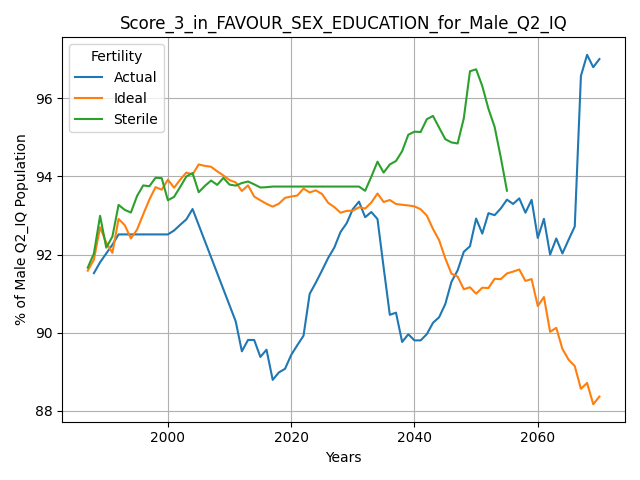 Score_3_in_FAVOUR_SEX_EDUCATION_for_Male_Q2_IQ
Fertility
Actual
Ideal
Sterile
% of Male Q2_IQ Population
96
94
92
90
88
2000
2020
2040
2060
Years